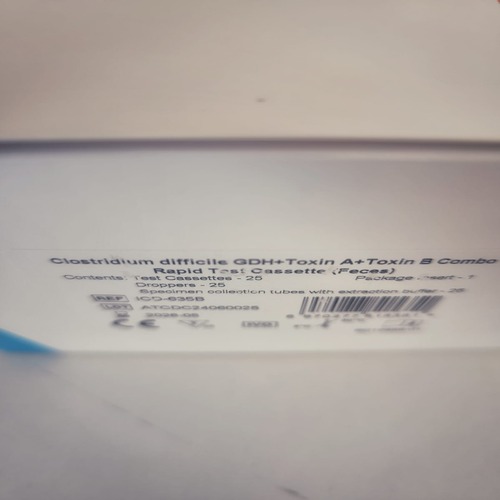 Clostridium difficile GDH+Toxin A+Toxin B Combo
Rapid Test Cassette (Feces)
Contents: Test Cassettes - 25 Package Insert - 1
Droppers - 25
Specimen collection tubes with extraction buffer - 25
REF ICD-635B
LOT ATCDC24060025
2026-05
CE IVD